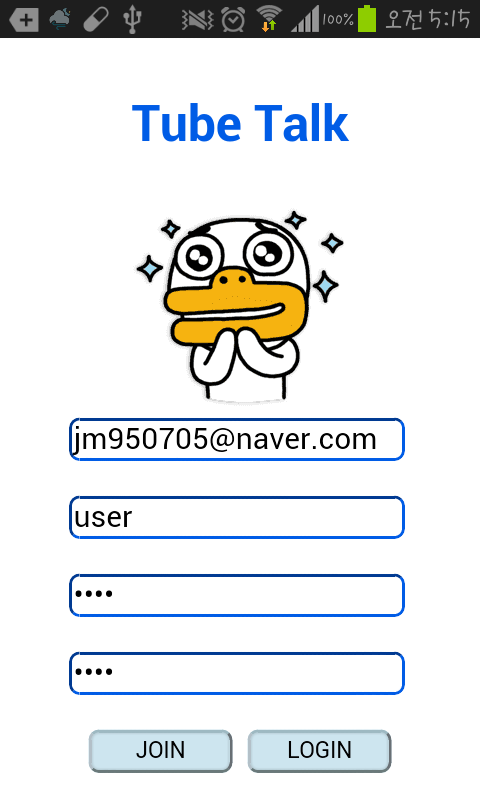 100% 오전 5:15
Tube Talk
jm950705@naver.com
user
••••
••••
JOIN LOGIN